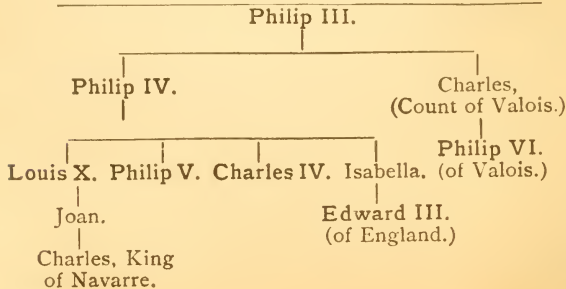 Philip III.
Philip IV.
Charles,
(Count of Valois.)
Louis X. Philip V. Charles IV. Isabella.
Philip VI.
(of Valois.)
Joan.
Edward III.
(of England.)
Charles, King
of Navarre.